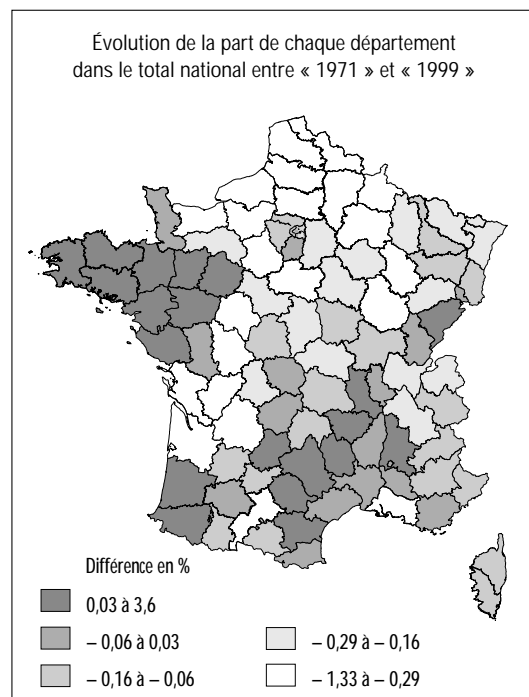 Évolution de la part de chaque département
dans le total national entre « 1971 » et « 1999 »
Différence en %
0,03 à 3,6
– 0,06 à 0,03
– 0,16 à – 0,06
– 0,29 à – 0,16
– 1,33 à – 0,29